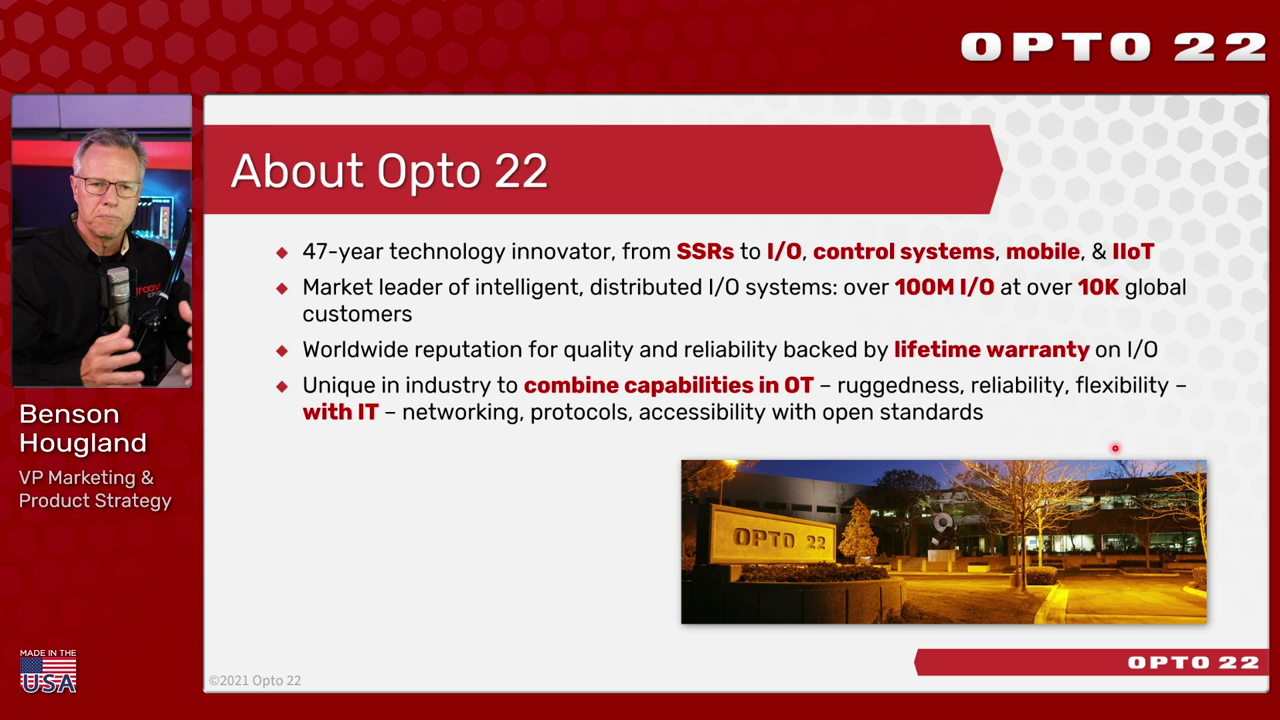 OPTO 22
About Opto 22
47-year technology innovator, from SSRs to I/O, control systems, mobile, & IIoT
Market leader of intelligent, distributed I/O systems: over 100M I/O at over 10K global
customers
Worldwide reputation for quality and reliability backed by lifetime warranty on I/O
Unique in industry to combine capabilities in OT – ruggedness, reliability, flexibility –
with IT – networking, protocols, accessibility with open standards
groov
Benson
Hougland
VP Marketing &
Product Strategy
OPTO 22
MADE IN THE
USA
©2021 Opto 22
OPTO 22